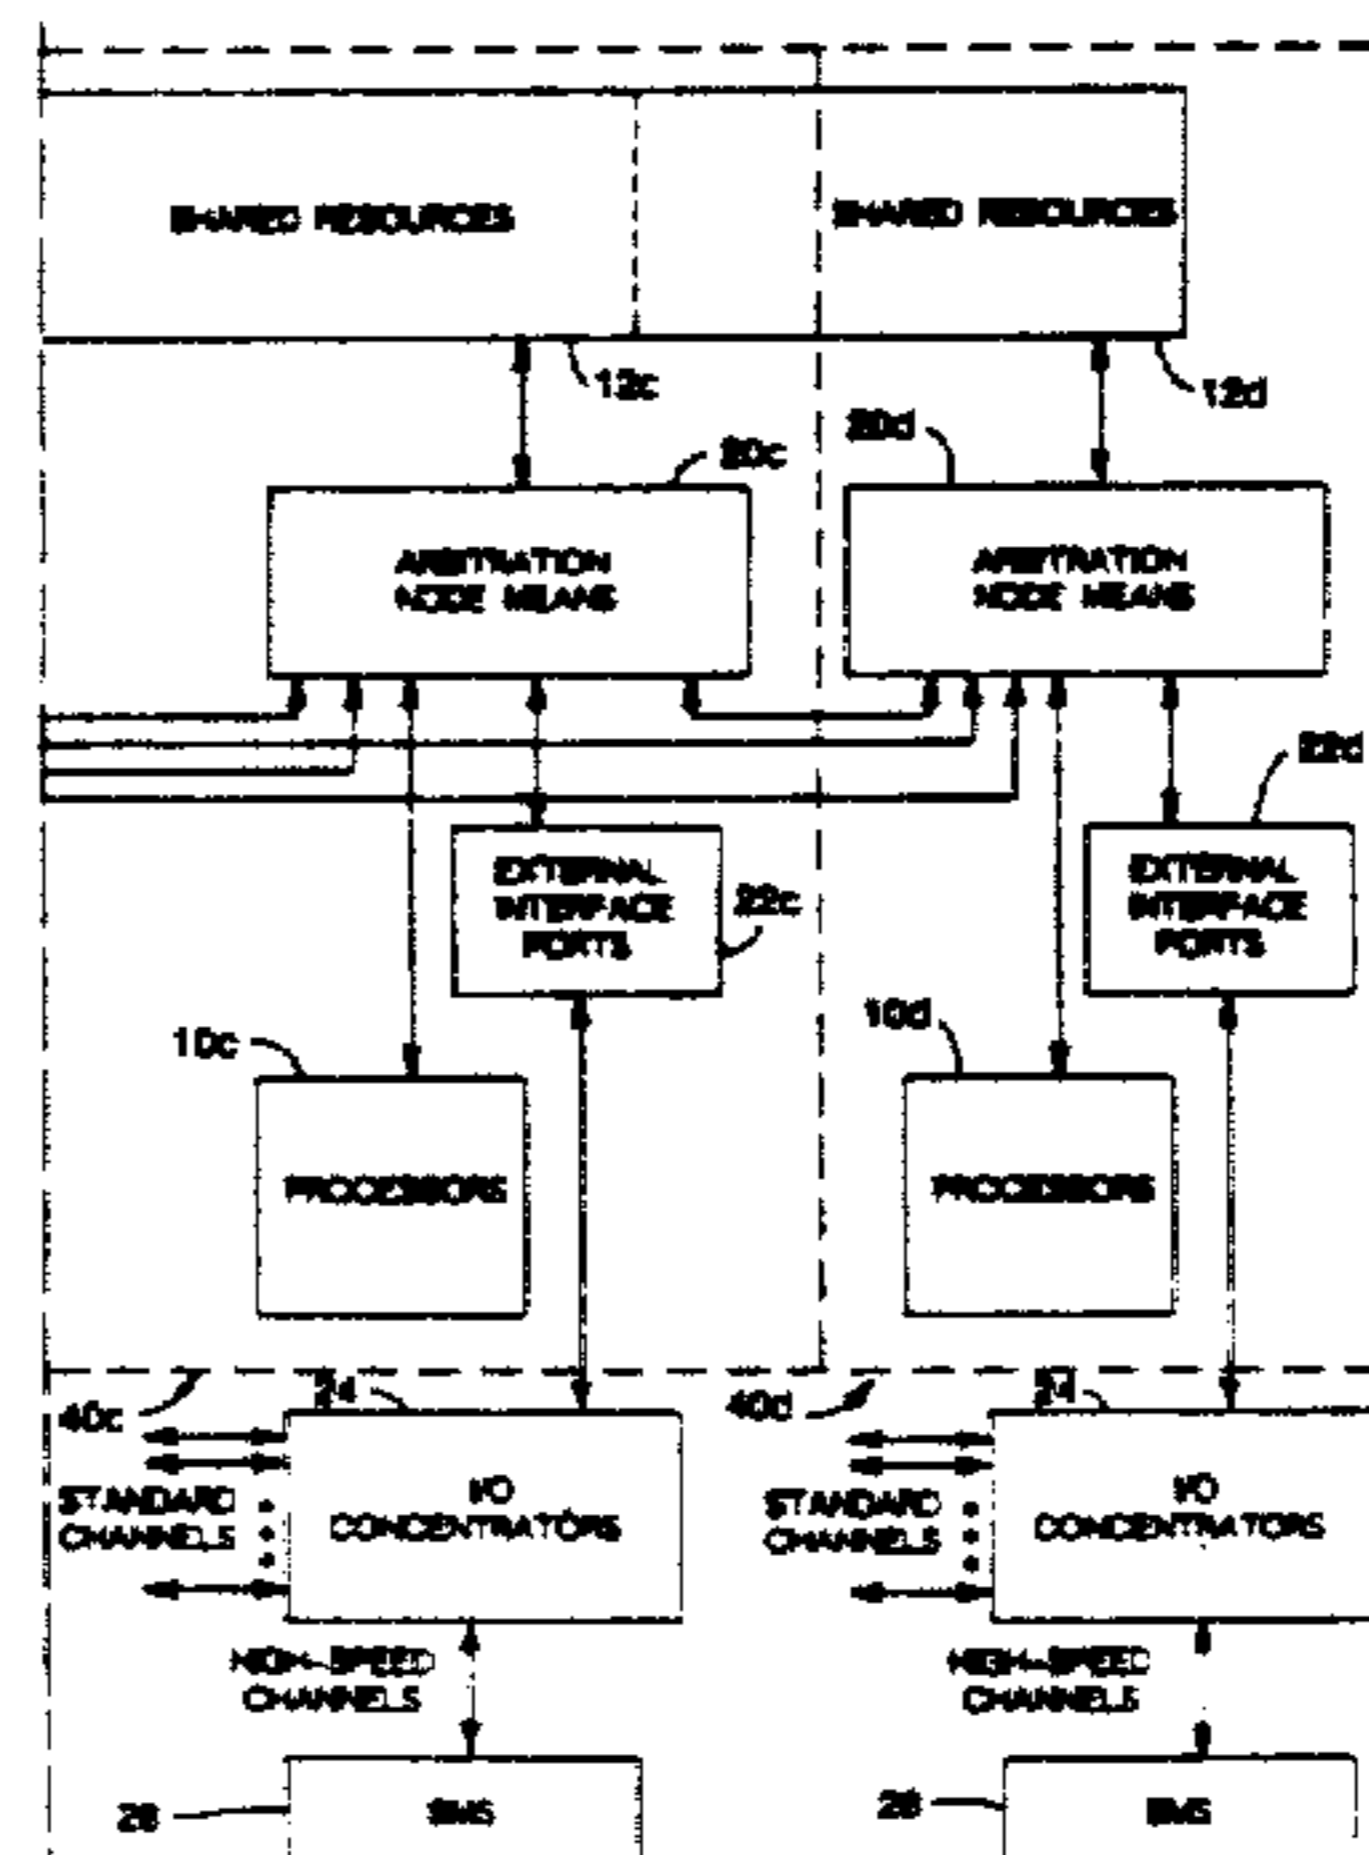 SHARED RESOURCES
SHARED RESOURCES
12c
12d
20c
20d
ARBITRATION
NODE MEANS
ARBITRATION
NODE MEANS
22d
EXTERNAL
INTERFACE
PORTS
22c
EXTERNAL
INTERFACE
PORTS
10c
10d
PROCESSORS
PROCESSORS
40c
24
40d
24
STANDARD
CHANNELS
I/O
CONCENTRATORS
STANDARD
CHANNELS
I/O
CONCENTRATORS
HIGH-SPEED
CHANNELS
HIGH-SPEED
CHANNELS
SMS
SMS